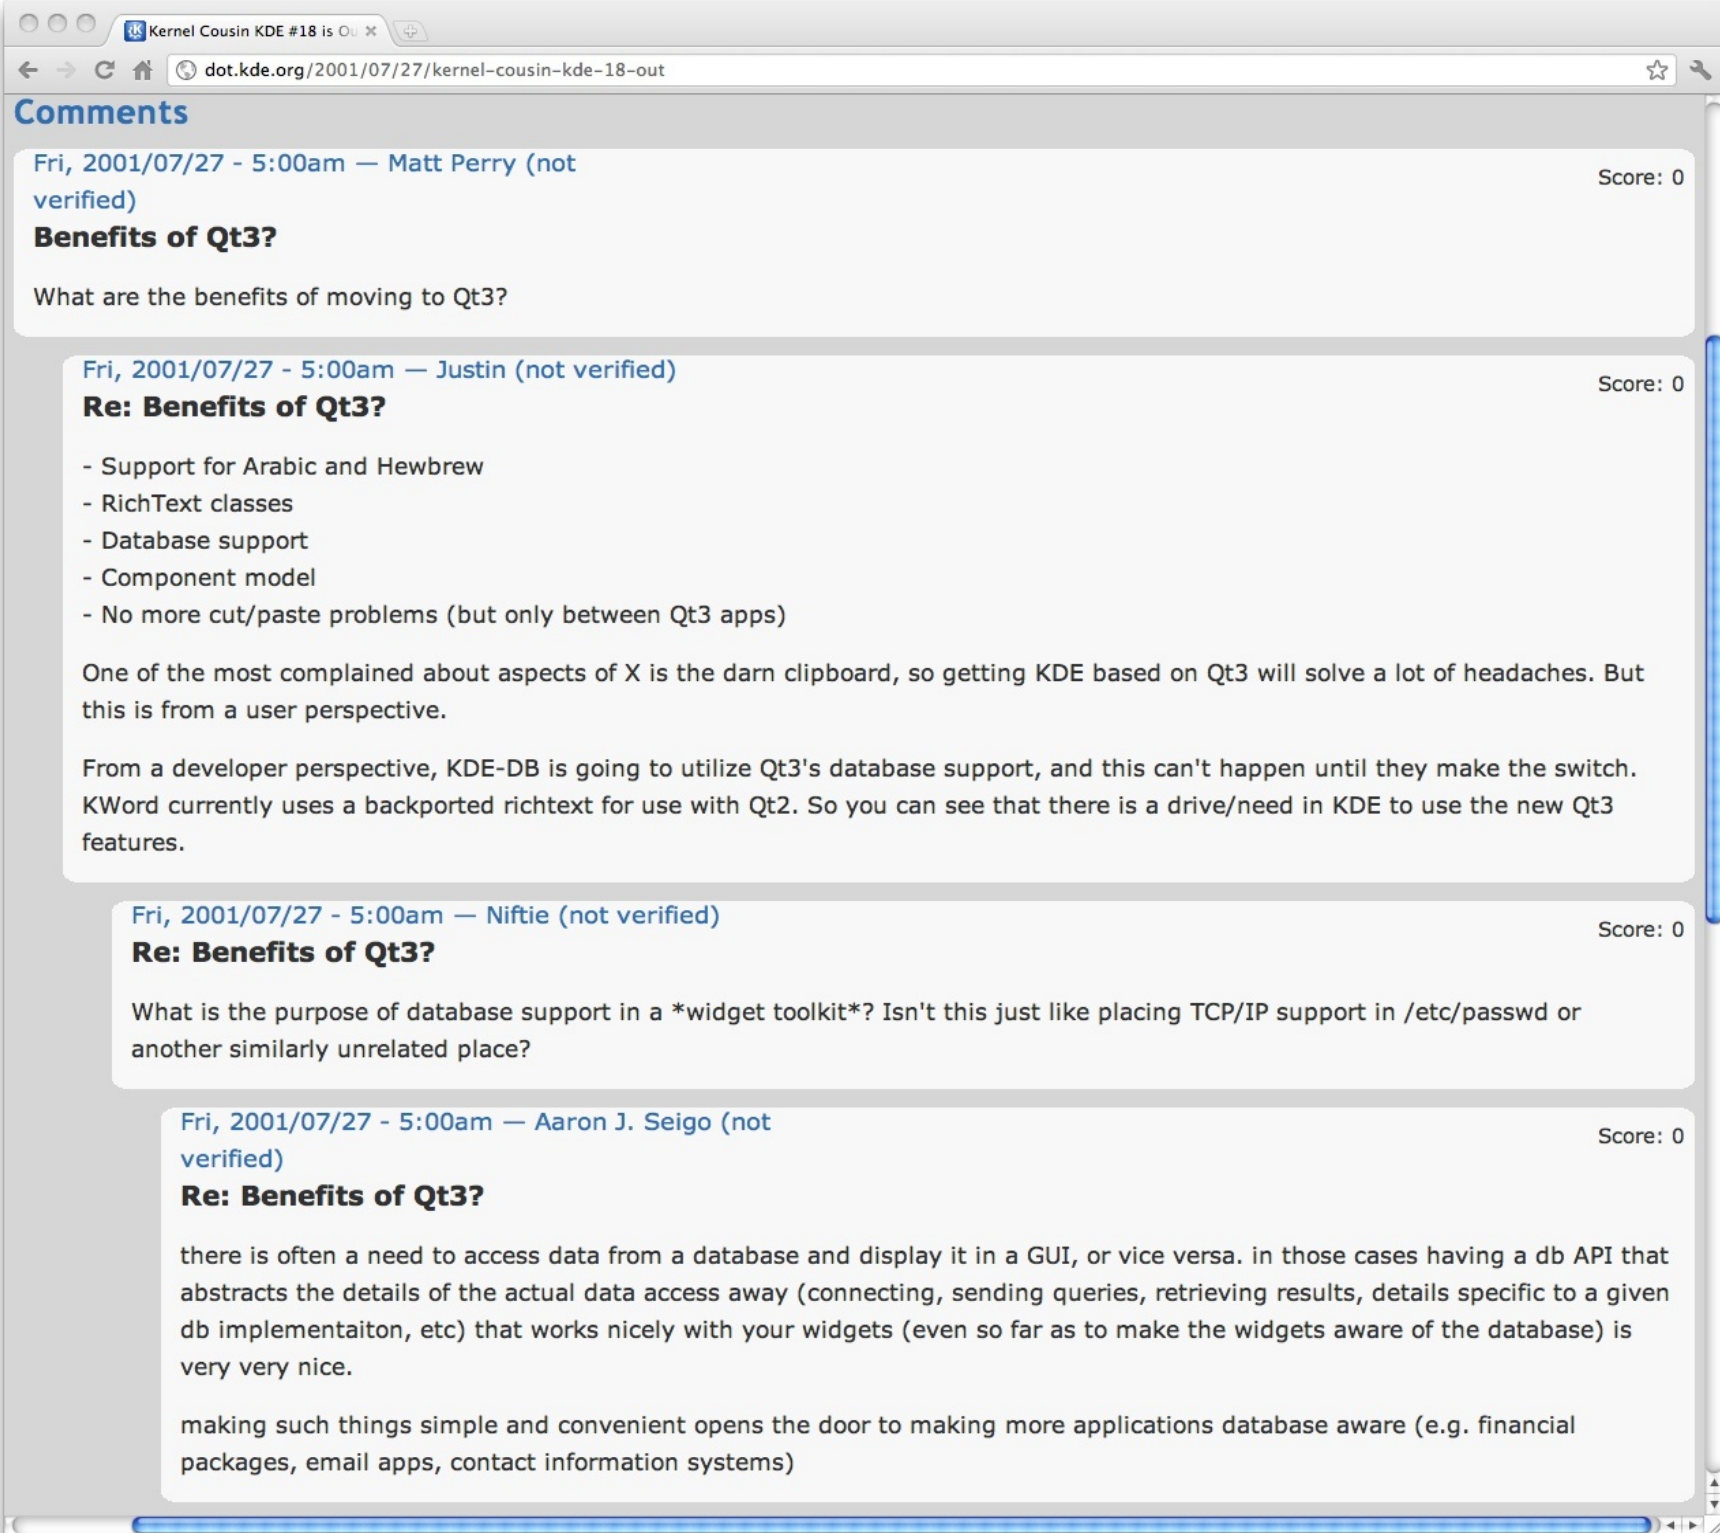 Kernel Cousin KDE #18 is Ou
dot.kde.org/2001/07/27/kernel-cousin-kde-18-out
Comments
Fri, 2001/07/27 - 5:00am — Matt Perry (not
verified)
Score: 0
Benefits of Qt3?
What are the benefits of moving to Qt3?
Fri, 2001/07/27 - 5:00am — Justin (not verified)
Score: 0
Re: Benefits of Qt3?
- Support for Arabic and Hewbrew
- RichText classes
- Database support
- Component model
- No more cut/paste problems (but only between Qt3 apps)
One of the most complained about aspects of X is the darn clipboard, so getting KDE based on Qt3 will solve a lot of headaches. But
this is from a user perspective.
From a developer perspective, KDE-DB is going to utilize Qt3's database support, and this can't happen until they make the switch.
KWord currently uses a backported richtext for use with Qt2. So you can see that there is a drive/need in KDE to use the new Qt3
features.
Fri, 2001/07/27 - 5:00am — Niftie (not verified)
Score: 0
Re: Benefits of Qt3?
What is the purpose of database support in a *widget toolkit*? Isn't this just like placing TCP/IP support in /etc/passwd or
another similarly unrelated place?
Fri, 2001/07/27 - 5:00am — Aaron J. Seigo (not
verified)
Score: 0
Re: Benefits of Qt3?
there is often a need to access data from a database and display it in a GUI, or vice versa. in those cases having a db API that
abstracts the details of the actual data access away (connecting, sending queries, retrieving results, details specific to a given
db implementaiton, etc) that works nicely with your widgets (even so far as to make the widgets aware of the database) is
very very nice.
making such things simple and convenient opens the door to making more applications database aware (e.g. financial
packages, email apps, contact information systems)